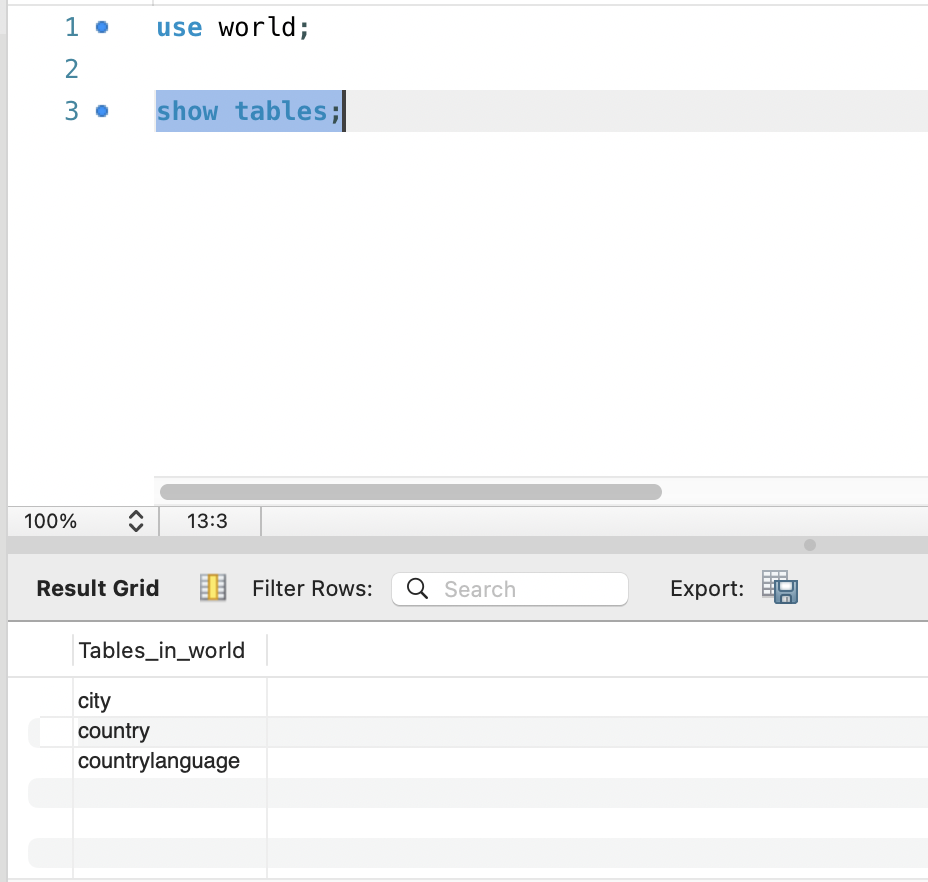 1 use world;
2
3 show tables;
100% 13:3
Result Grid Filter Rows: Search Export:
Tables_in_world
city
country
countrylanguage